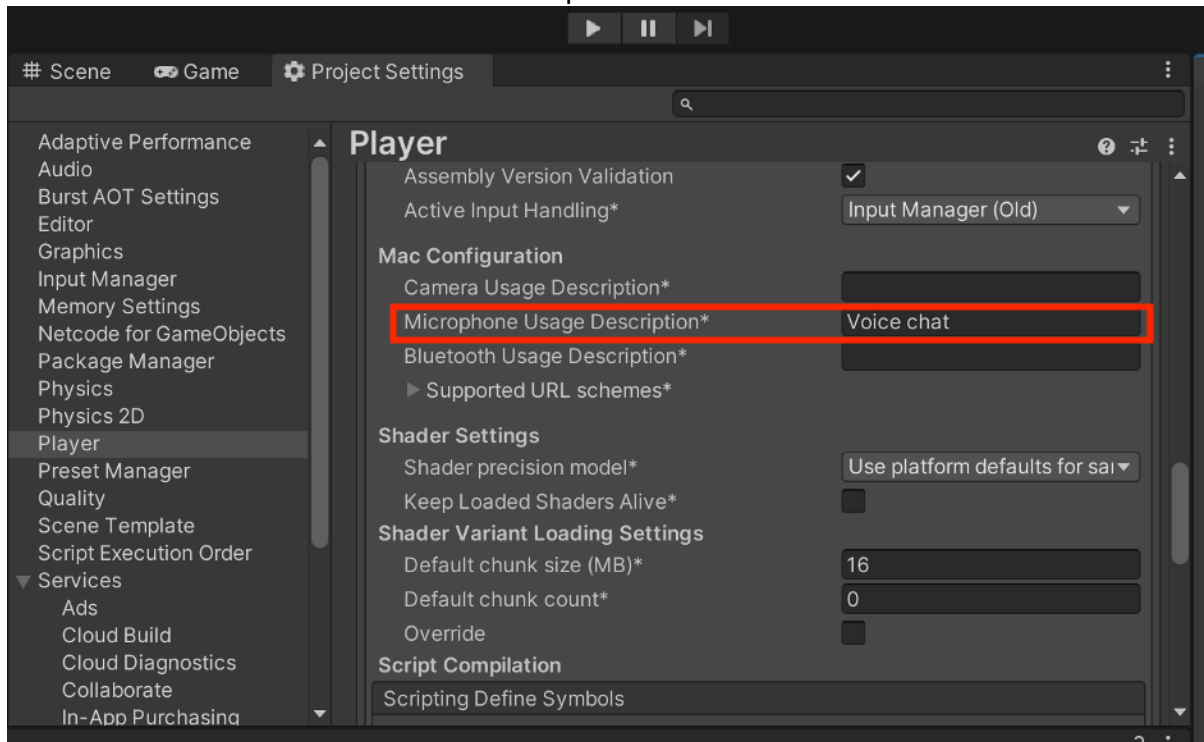 Scene Game Project Settings
Adaptive Performance
Audio
Burst AOT Settings
Editor
Graphics
Input Manager
Memory Settings
Netcode for GameObjects
Package Manager
Physics
Physics 2D
Player
Preset Manager
Quality
Scene Template
Script Execution Order
Services
Ads
Cloud Build
Cloud Diagnostics
Collaborate
In-App Purchasing
Player
Assembly Version Validation
Active Input Handling* Input Manager (Old)
Mac Configuration
Camera Usage Description*
Microphone Usage Description* Voice chat
Bluetooth Usage Description*
Supported URL schemes*
Shader Settings
Shader precision model* Use platform defaults for sar
Keep Loaded Shaders Alive*
Shader Variant Loading Settings
Default chunk size (MB)* 16
Default chunk count* 0
Override
Script Compilation
Scripting Define Symbols